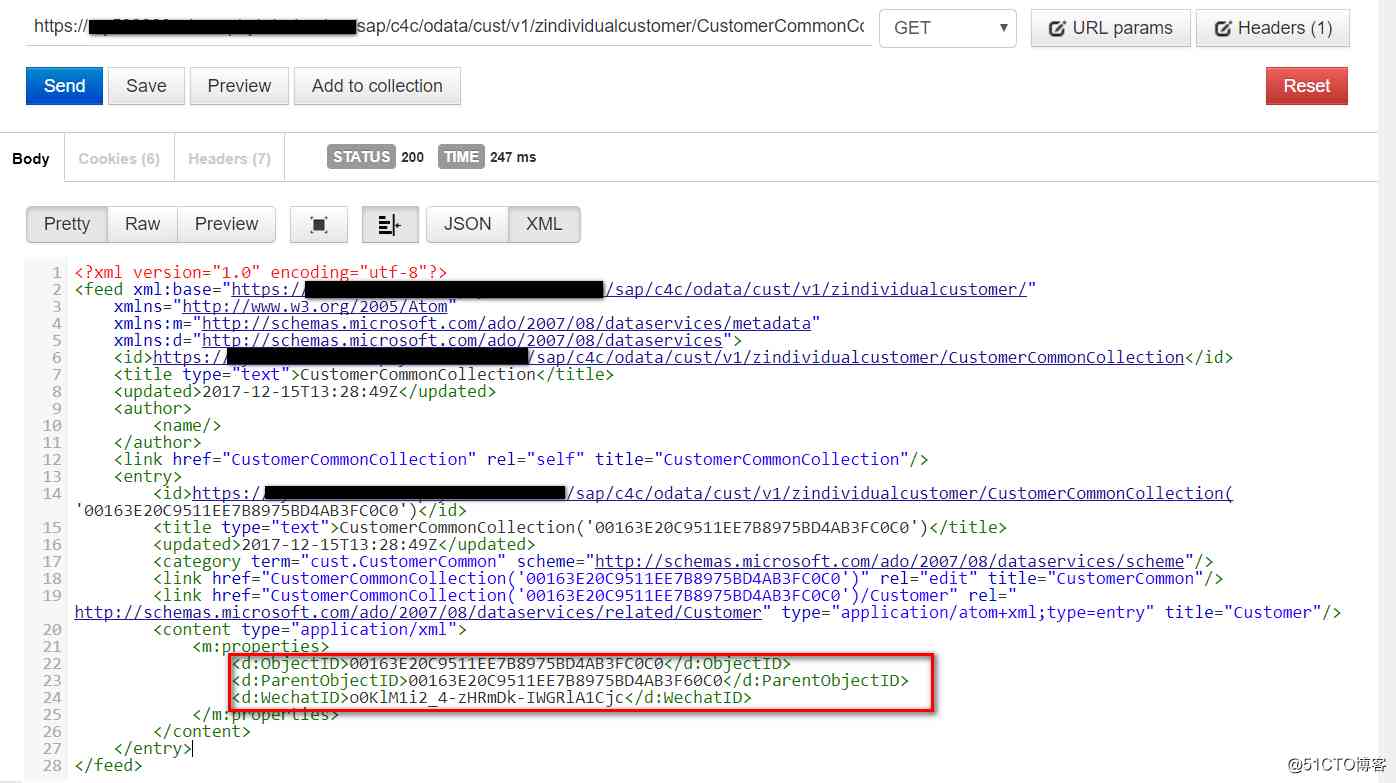 https://sap/c4c/odata/cust/v1/zindividualcustomer/CustomerCommonCo GET URL params Headers (1)
Send Save Preview Add to collection Reset
Body Cookies (6) Headers (7) STATUS 200 TIME 247 ms
Pretty Raw Preview JSON XML
1 <?xml version="1.0" encoding="utf-8"?>
2 <feed xml:base="https:///sap/c4c/odata/cust/v1/zindividualcustomer/"
3 xmlns="http://www.w3.org/2005/Atom"
4 xmlns:m="http://schemas.microsoft.com/ado/2007/08/dataservices/metadata"
5 xmlns:d="http://schemas.microsoft.com/ado/2007/08/dataservices">
6 <id>https:///sap/c4c/odata/cust/v1/zindividualcustomer/CustomerCommonCollection</id>
7 <title type="text">CustomerCommonCollection</title>
8 <updated>2017-12-15T13:28:49Z</updated>
9 <author>
10 <name/>
11 </author>
12 <link href="CustomerCommonCollection" rel="self" title="CustomerCommonCollection"/>
13 <entry>
14 <id>https:///sap/c4c/odata/cust/v1/zindividualcustomer/CustomerCommonCollection(
'00163E20C9511EE7B8975BD4AB3FC0C0')</id>
15 <title type="text">CustomerCommonCollection('00163E20C9511EE7B8975BD4AB3FC0C0')</title>
16 <updated>2017-12-15T13:28:49Z</updated>
17 <category term="cust.CustomerCommon" scheme="http://schemas.microsoft.com/ado/2007/08/dataservices/scheme"/>
18 <link href="CustomerCommonCollection('00163E20C9511EE7B8975BD4AB3FC0C0')" rel="edit" title="CustomerCommon"/>
19 <link href="CustomerCommonCollection('00163E20C9511EE7B8975BD4AB3FC0C0')/Customer" rel="
http://schemas.microsoft.com/ado/2007/08/dataservices/related/Customer" type="application/atom+xml;type=entry" title="Customer"/>
20 <content type="application/xml">
21 <m:properties>
22 <d:ObjectID>00163E20C9511EE7B8975BD4AB3FC0C0</d:ObjectID>
23 <d:ParentObjectID>00163E20C9511EE7B8975BD4AB3F60C0</d:ParentObjectID>
24 <d:WechatID>o0KlM1i2_4-zHRmDk-IWGRlA1Cjc</d:WechatID>
25 </m:properties>
26 </content>
27 </entry>
28 </feed>
@51CTO博客